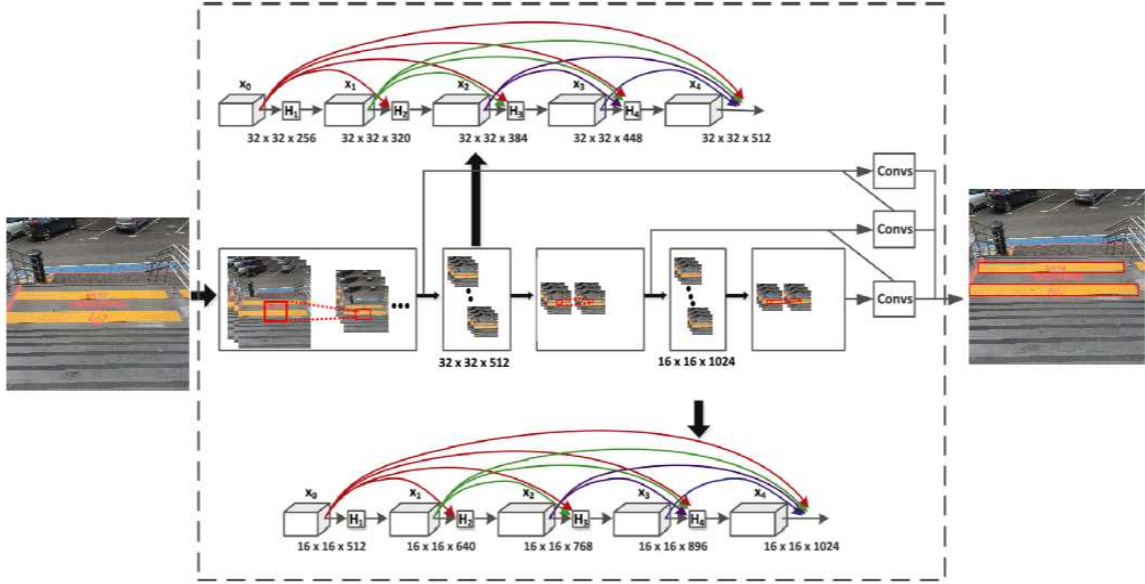 x₀ x₁ x₂ x₃ x₄
H₁ H₂ H₃ H₄
32 x 32 x 256 32 x 32 x 320 32 x 32 x 384 32 x 32 x 448 32 x 32 x 512
Convs
Convs
Convs
32 x 32 x 512 16 x 16 x 1024
x₀ x₁ x₂ x₃ x₄
H₁ H₂ H₃ H₄
16 x 16 x 512 16 x 16 x 640 16 x 16 x 768 16 x 16 x 896 16 x 16 x 1024